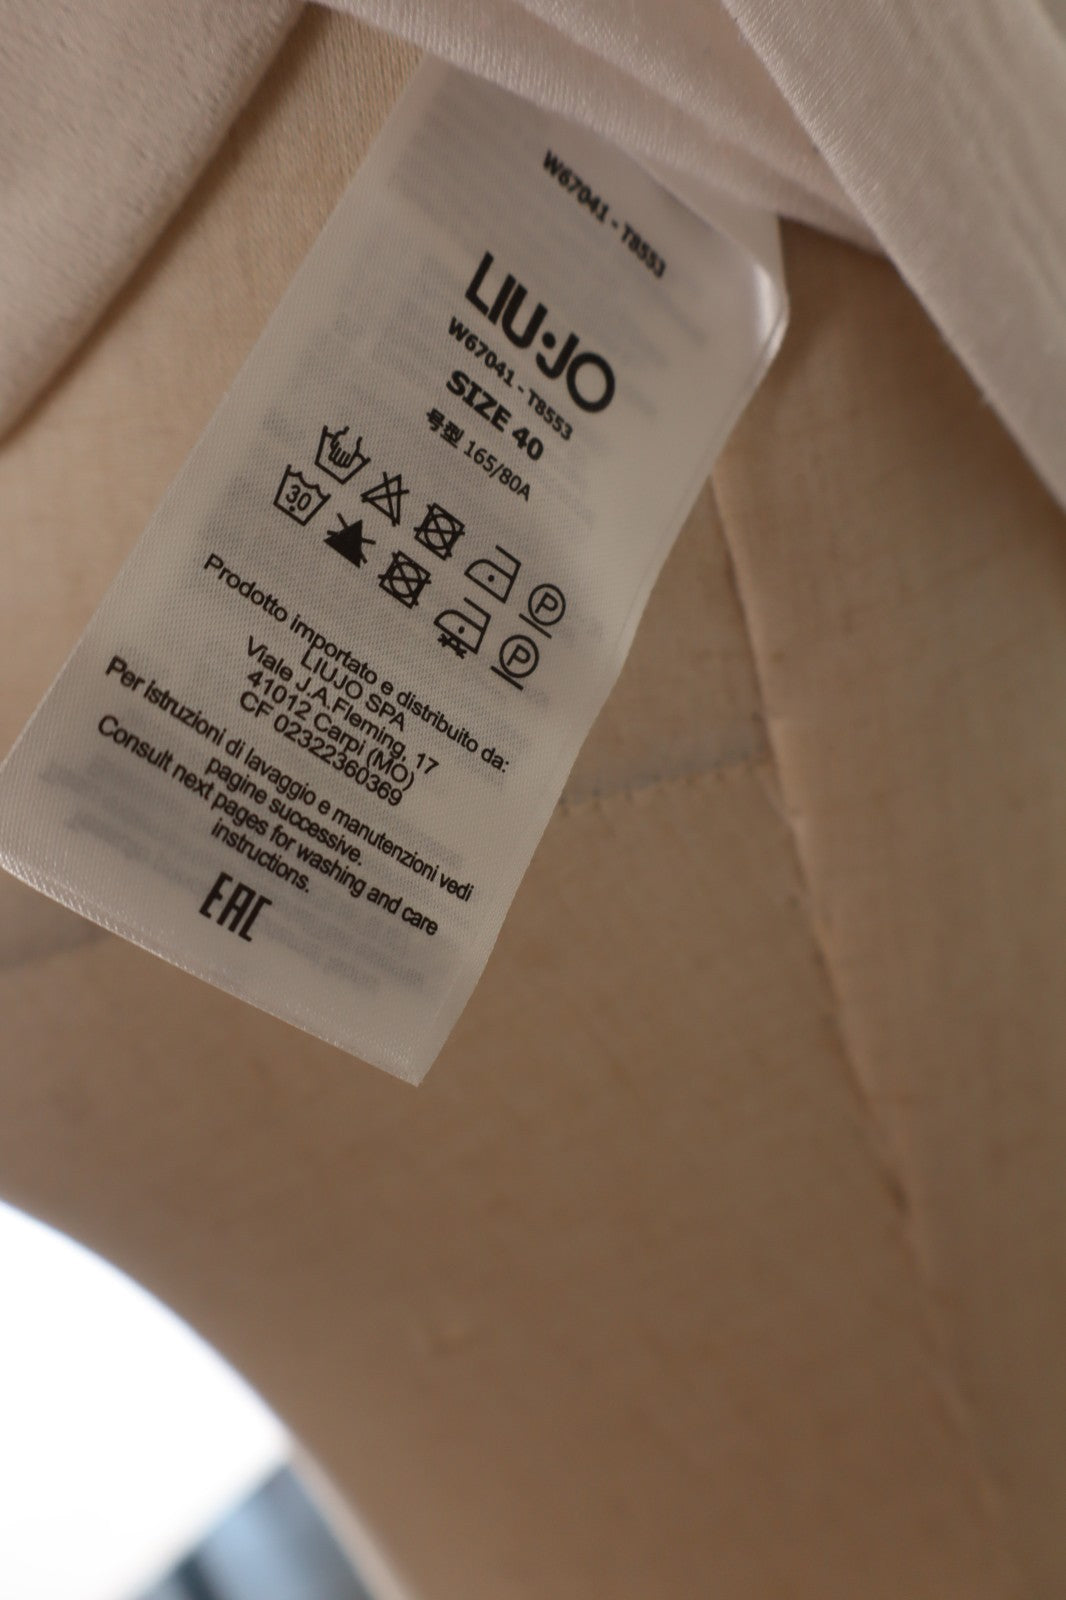 W67041 - T8553
LIU·JO
W67041 - T8553
SIZE 40
号型 165/80A
30
P
P
Prodotto importato e distribuito da:
LIUJO SPA
Viale J.A.Fleming, 17
41012 Carpi (MO)
CF 02322360369
Per istruzioni di lavaggio e manutenzioni vedi
pagine successive.
Consult next pages for washing and care
instructions.
EAC